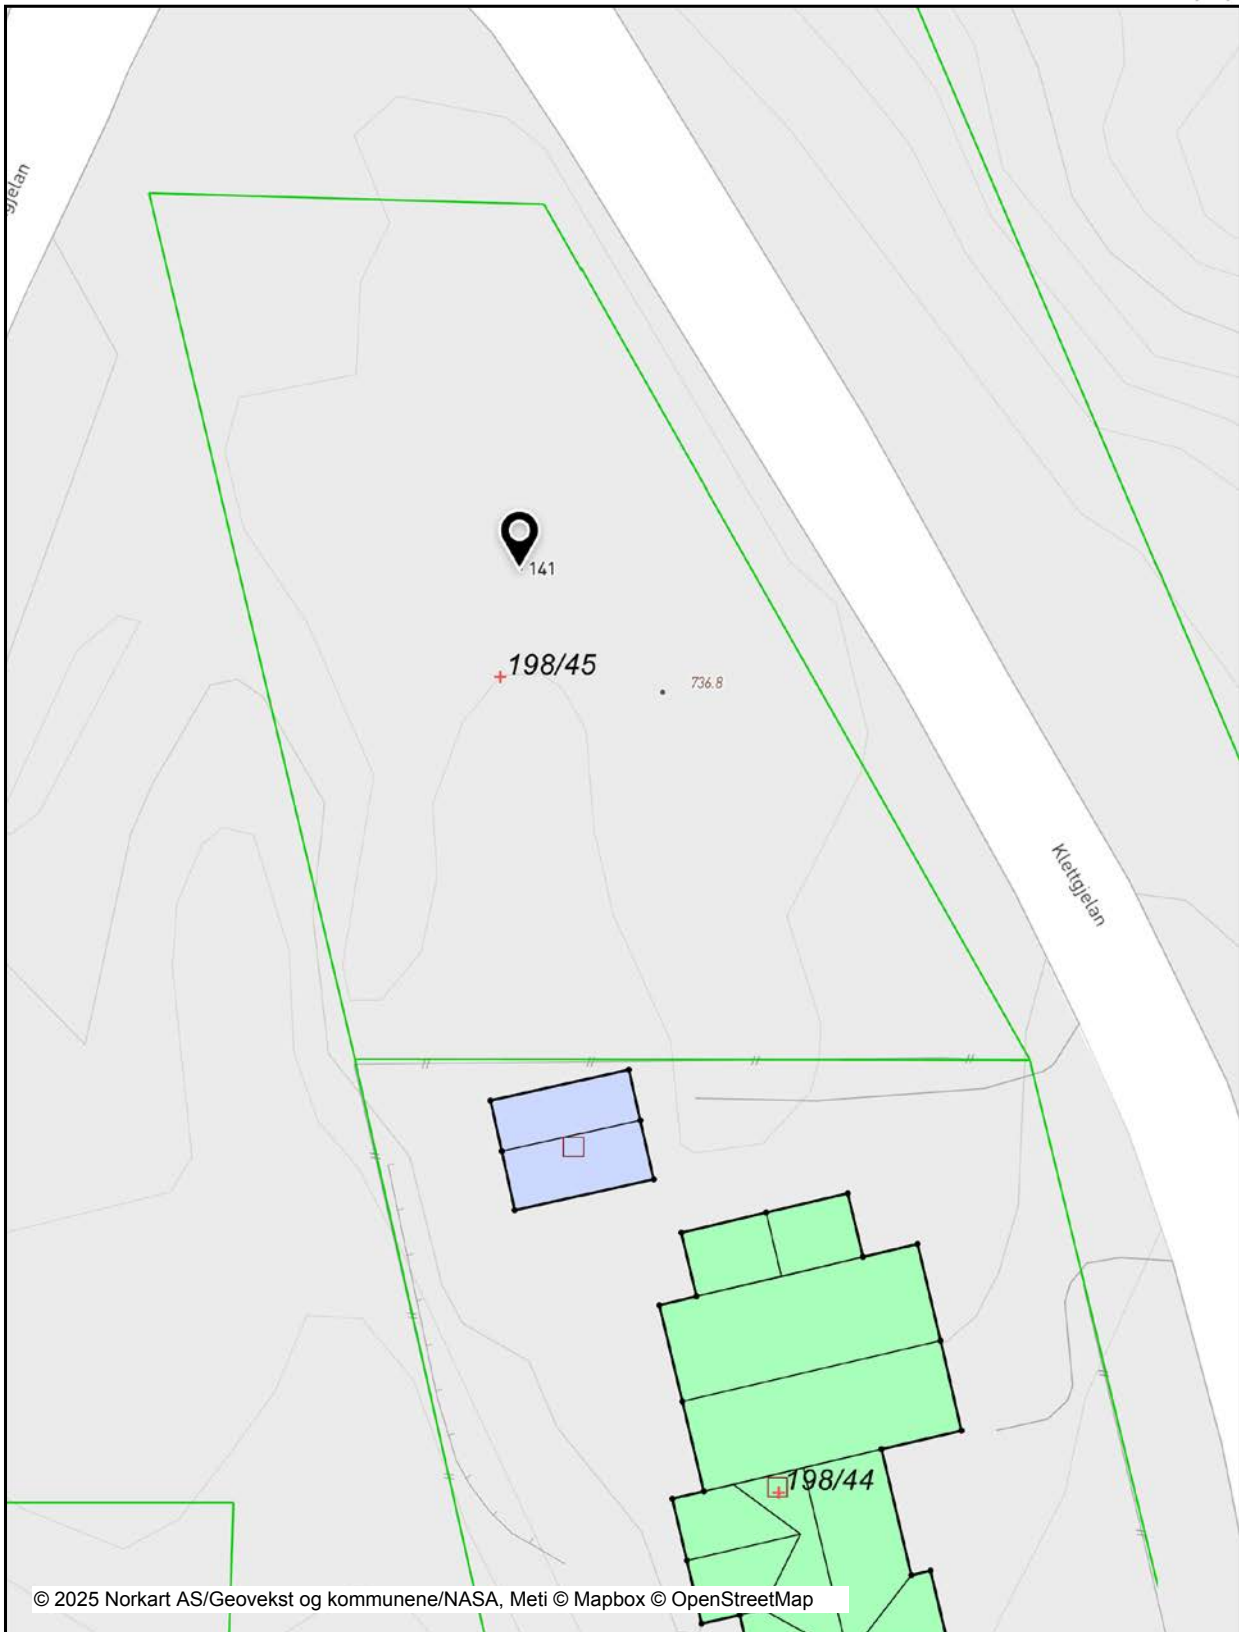 gjelan
141
198/45
736.8
Klettgjelan
198/44
© 2025 Norkart AS/Geovekst og kommunene/NASA, Meti © Mapbox © OpenStreetMap